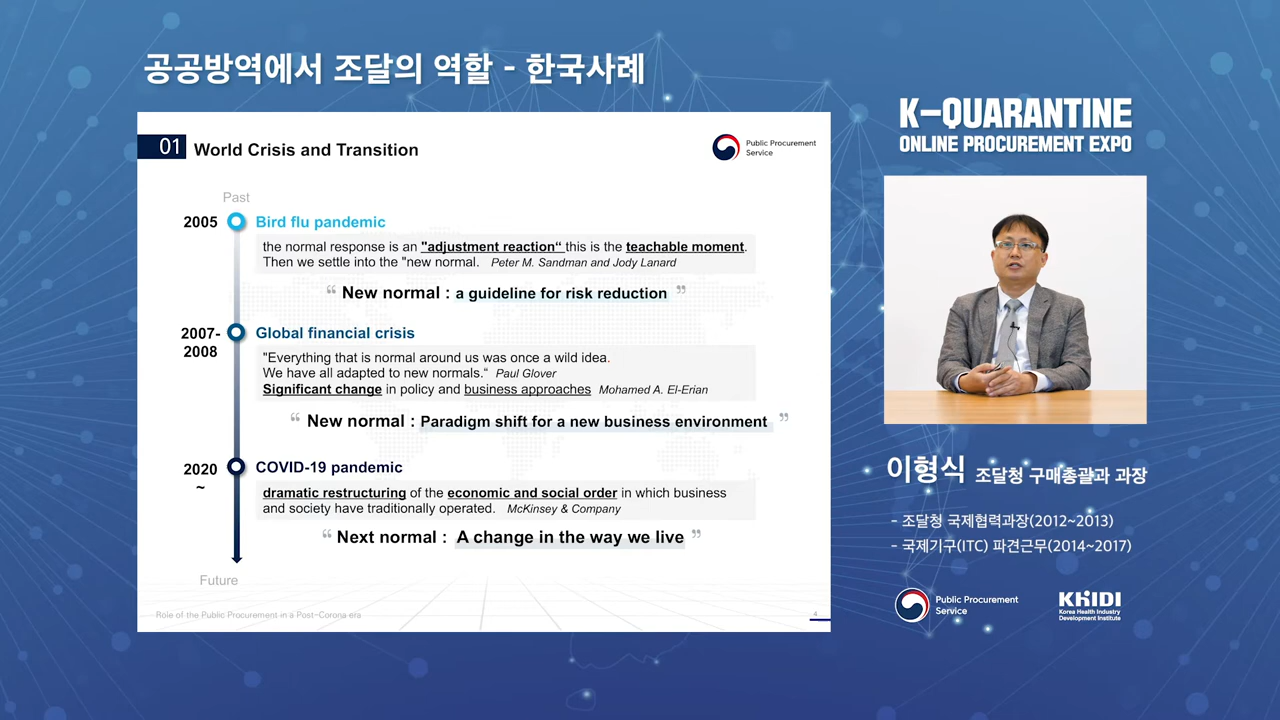 공공방역에서 조달의 역할 - 한국사례
01 World Crisis and Transition
Public Procurement
Service
Past
2005 Bird flu pandemic
the normal response is an "adjustment reaction“ this is the teachable moment.
Then we settle into the "new normal. Peter M. Sandman and Jody Lanard
“ New normal : a guideline for risk reduction ”
2007-
2008
Global financial crisis
"Everything that is normal around us was once a wild idea.
We have all adapted to new normals.“ Paul Glover
Significant change in policy and business approaches Mohamed A. El-Erian
“ New normal : Paradigm shift for a new business environment ”
2020
~
COVID-19 pandemic
dramatic restructuring of the economic and social order in which business
and society have traditionally operated. McKinsey & Company
“ Next normal : A change in the way we live ”
Future
Role of the Public Procurement in a Post-Corona era
4
K-QUARANTINE
ONLINE PROCUREMENT EXPO
이형식 조달청 구매총괄과 과장
- 조달청 국제협력과장(2012~2013)
- 국제기구(ITC) 파견근무(2014~2017)
Public Procurement
Service
KHIDI
Korea Health Industry
Development Institute